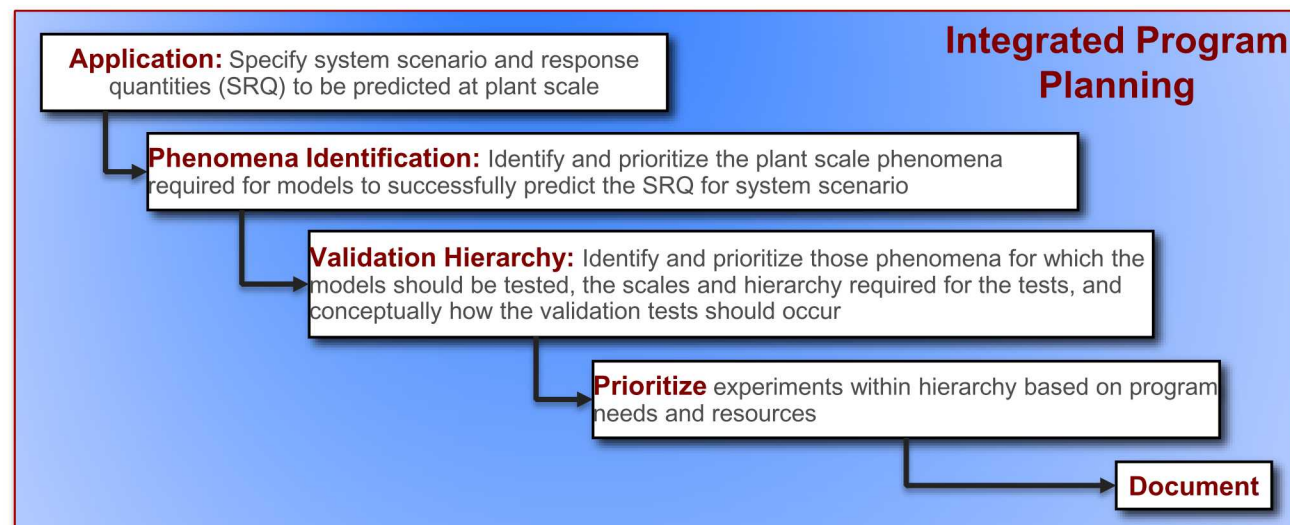 Integrated Program
Planning
Application: Specify system scenario and response
quantities (SRQ) to be predicted at plant scale
Phenomena Identification: Identify and prioritize the plant scale phenomena
required for models to successfully predict the SRQ for system scenario
Validation Hierarchy: Identify and prioritize those phenomena for which the
models should be tested, the scales and hierarchy required for the tests, and
conceptually how the validation tests should occur
Prioritize experiments within hierarchy based on program
needs and resources
Document